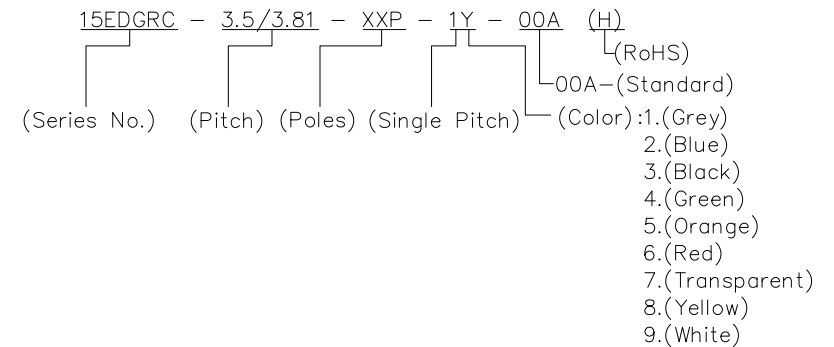 15EDGRC - 3.5/3.81 - XXP - 1Y - 00A (H)
(RoHS)
00A-(Standard)
(Series No.) (Pitch) (Poles) (Single Pitch) (Color):1.(Grey)
2.(Blue)
3.(Black)
4.(Green)
5.(Orange)
6.(Red)
7.(Transparent)
8.(Yellow)
9.(White)